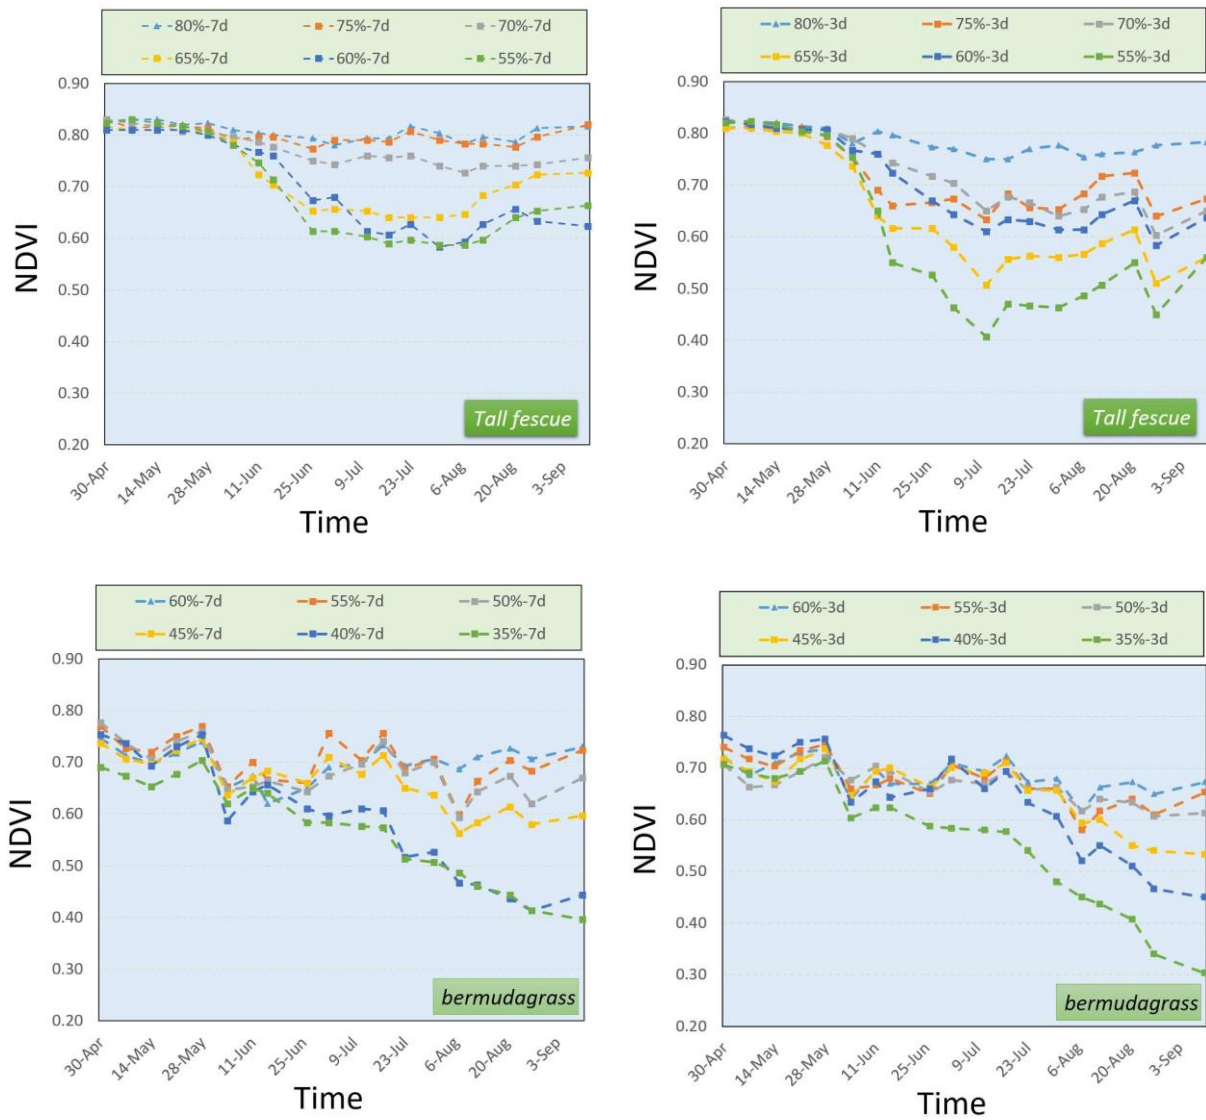 80%-7d 75%-7d 70%-7d
65%-7d 60%-7d 55%-7d
0.90
0.80
0.70
0.60
0.50
0.40
0.30
0.20
NDVI
Tall fescue
30-Apr 14-May 28-May 11-Jun 25-Jun 9-Jul 23-Jul 6-Aug 20-Aug 3-Sep
Time
80%-3d 75%-3d 70%-3d
65%-3d 60%-3d 55%-3d
0.90
0.80
0.70
0.60
0.50
0.40
0.30
0.20
NDVI
Tall fescue
30-Apr 14-May 28-May 11-Jun 25-Jun 9-Jul 23-Jul 6-Aug 20-Aug 3-Sep
Time
60%-7d 55%-7d 50%-7d
45%-7d 40%-7d 35%-7d
0.90
0.80
0.70
0.60
0.50
0.40
0.30
0.20
NDVI
bermudagrass
30-Apr 14-May 28-May 11-Jun 25-Jun 9-Jul 23-Jul 6-Aug 20-Aug 3-Sep
Time
60%-3d 55%-3d 50%-3d
45%-3d 40%-3d 35%-3d
0.90
0.80
0.70
0.60
0.50
0.40
0.30
0.20
NDVI
bermudagrass
30-Apr 14-May 28-May 11-Jun 25-Jun 9-Jul 23-Jul 6-Aug 20-Aug 3-Sep
Time